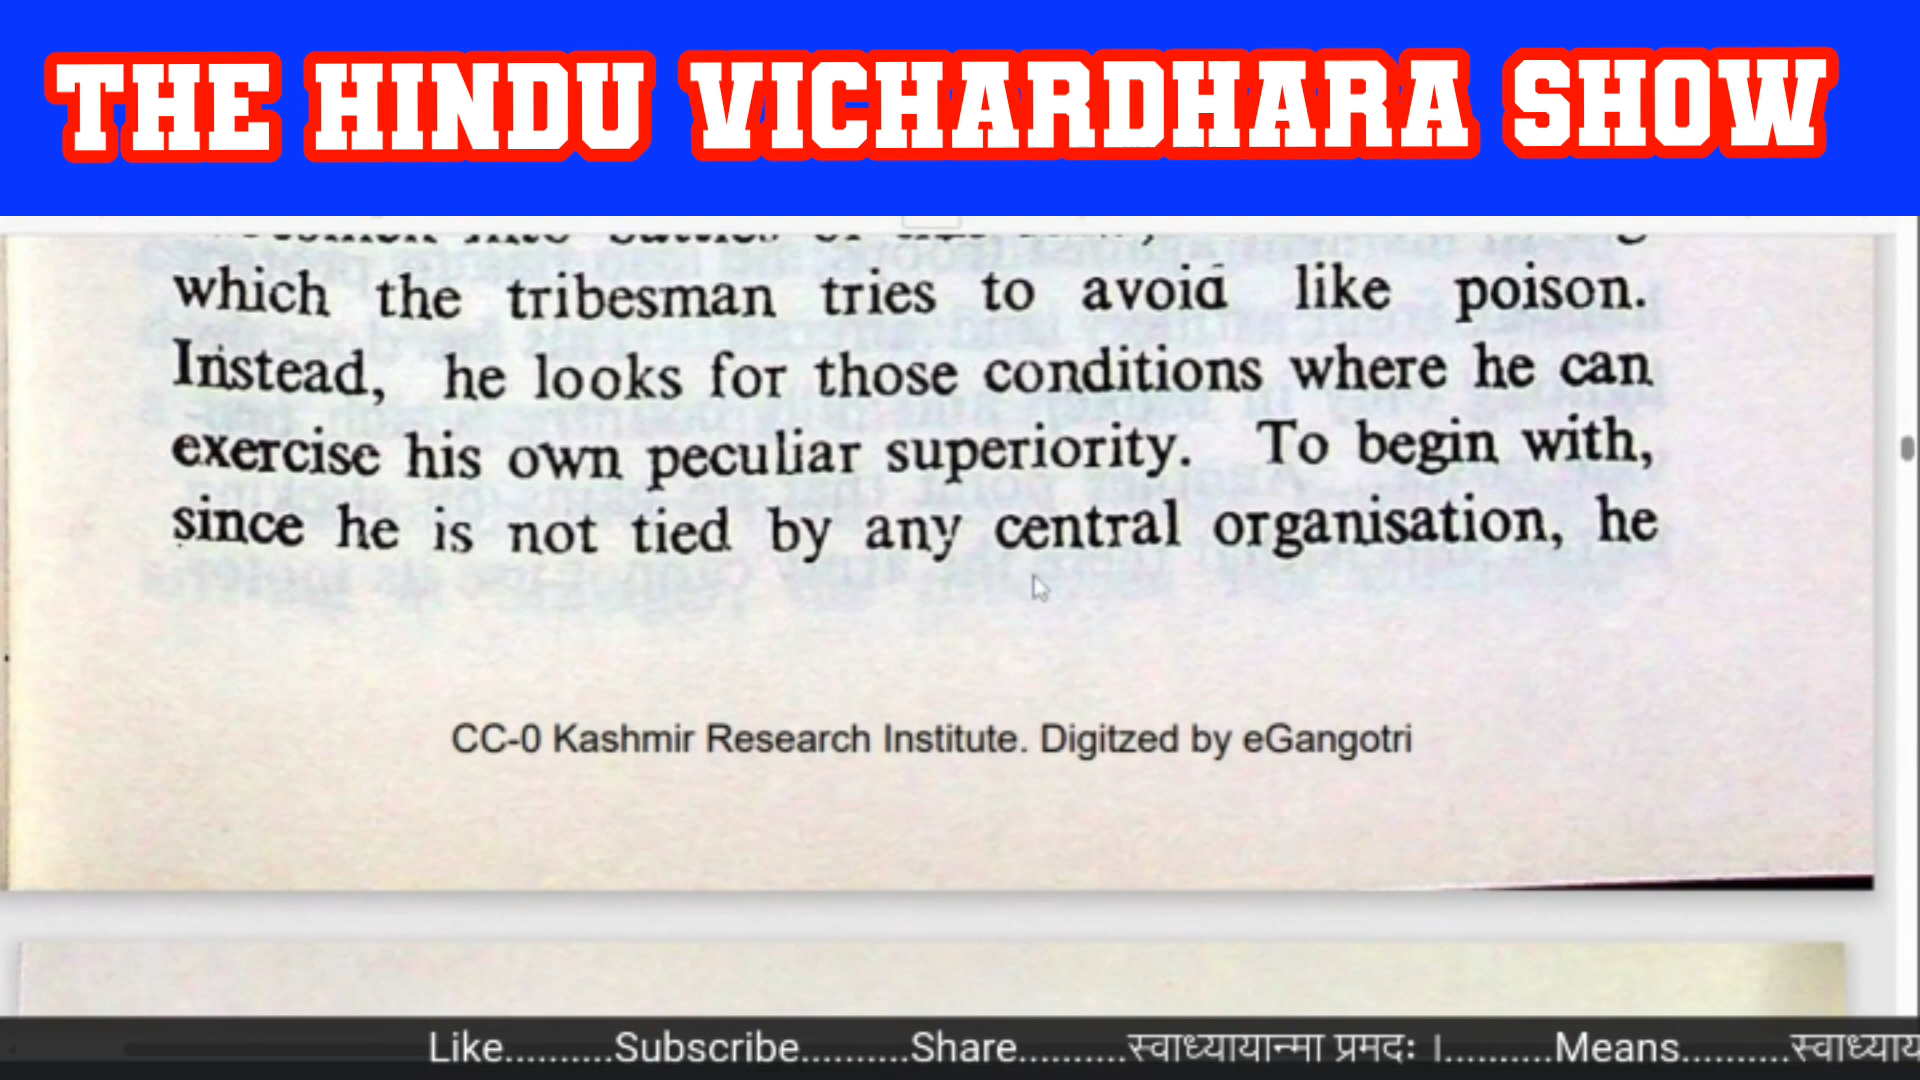 THE HINDU VICHARDHARA SHOW
which the tribesman tries to avoid like poison.
Instead, he looks for those conditions where he can
exercise his own peculiar superiority. To begin with,
since he is not tied by any central organisation, he
CC-0 Kashmir Research Institute. Digitzed by eGangotri
Like..........Subscribe..........Share..........स्वाध्यायान्मा प्रमदः ।..........Means..........स्वाध्याय